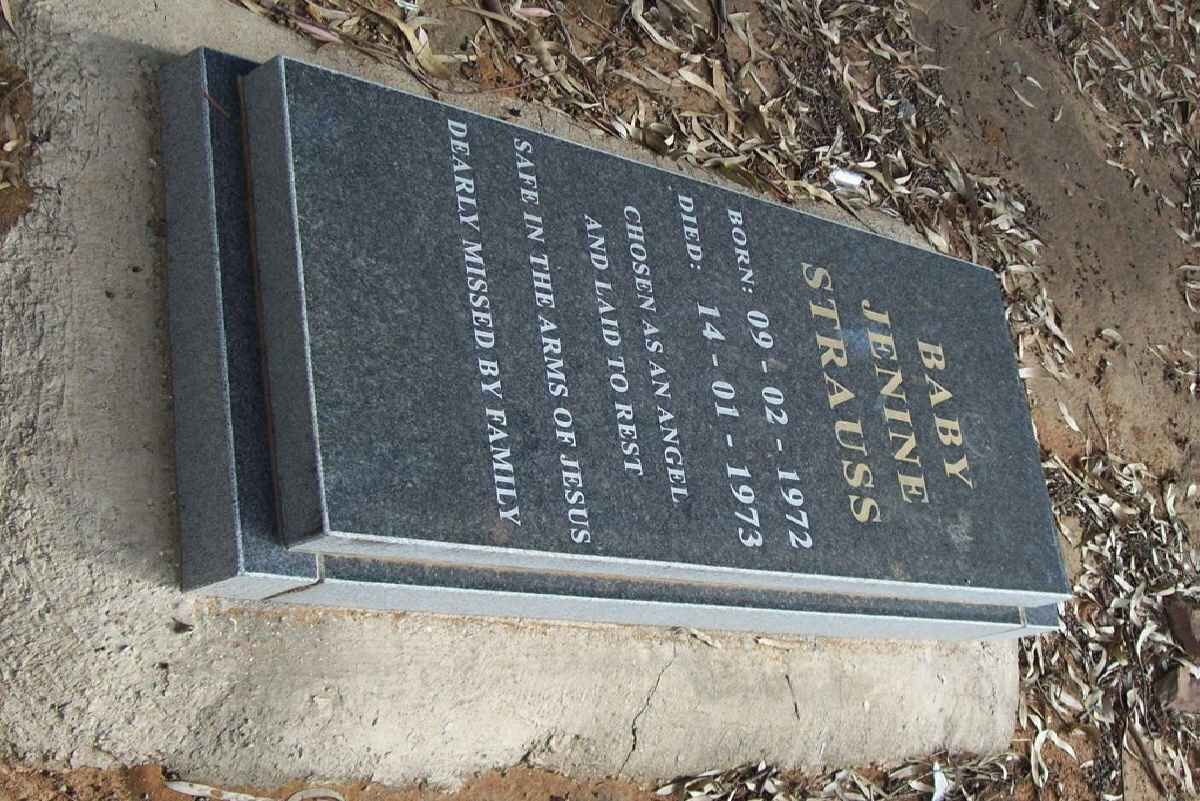 BABY
JENINE
STRAUSS
BORN: 09 - 02 - 1972
DIED: 14 - 01 - 1973
CHOSEN AS AN ANGEL
AND LAID TO REST
SAFE IN THE ARMS OF JESUS
DEARLY MISSED BY FAMILY